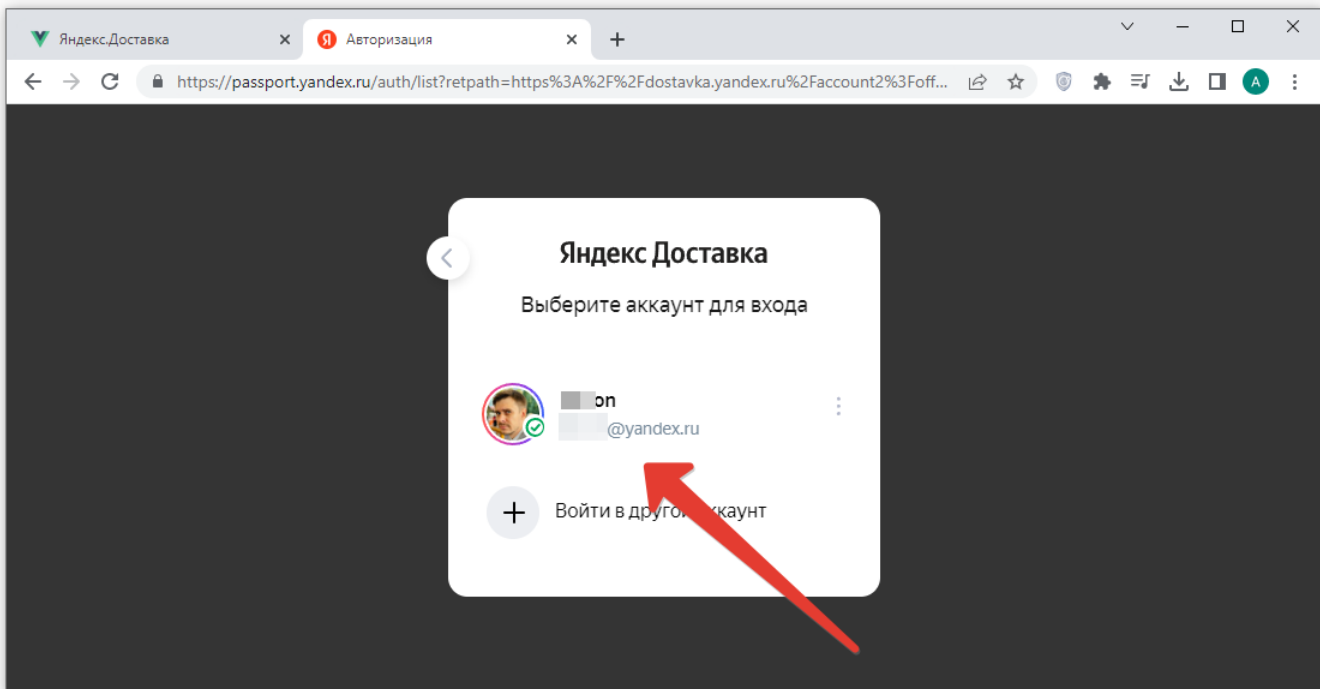 Яндекс.Доставка
Авторизация
https://passport.yandex.ru/auth/list?retpath=https%3A%2F%2Fdostavka.yandex.ru%2Faccount2%3Foff...
A
Яндекс Доставка
Выберите аккаунт для входа
on
@yandex.ru
Войти в другой аккаунт